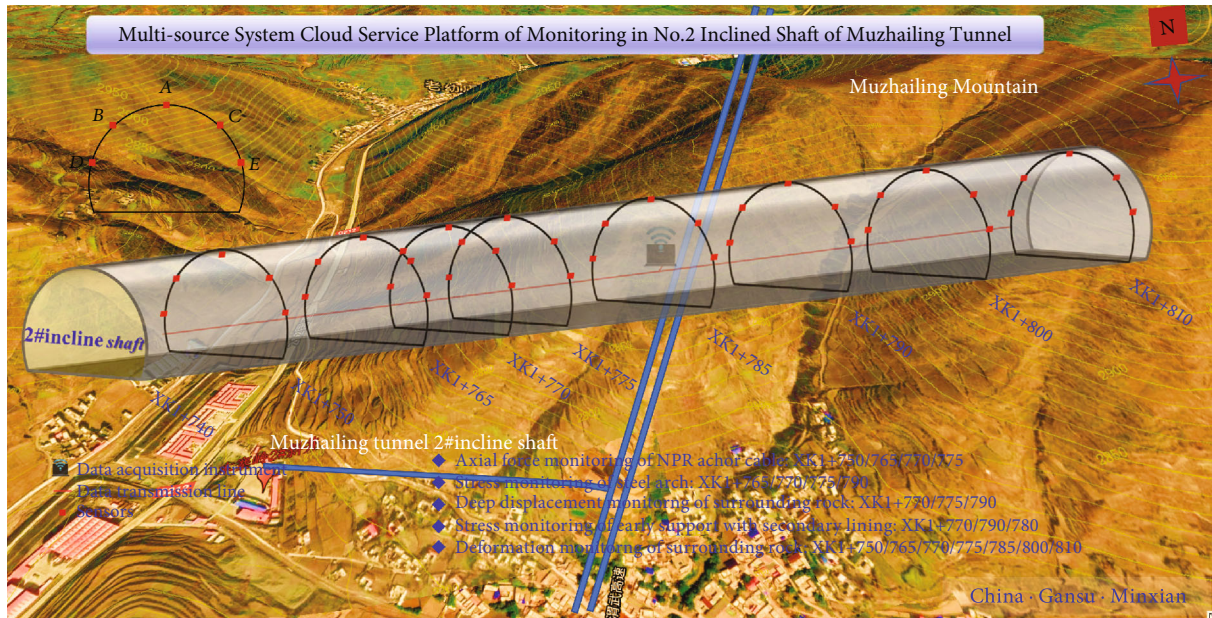 Multi-source System Cloud Service Platform of Monitoring in No.2 Inclined Shaft of Muzhailing Tunnel
N
Muzhailing Mountain
A
B
C
D
E
2#incline shaft
XK1+740
XK1+750
XK1+765
XK1+770
XK1+775
XK1+785
XK1+790
XK1+800
XK1+810
Muzhailing tunnel 2#incline shaft
Data acquisition instrument
Data transmission line
Sensors
Axial force monitoring of NPR achor cable: XK1+750/765/770/775
Stress monitoring of steel arch: XK1+765/770/775/790
Deep displacement monitorng of surrounding rock: XK1+770/775/790
Stress monitoring of early support with secondary lining: XK1+770/790/780
Deformation monitorng of surrounding rock: XK1+750/765/770/775/785/800/810
China · Gansu · Minxian